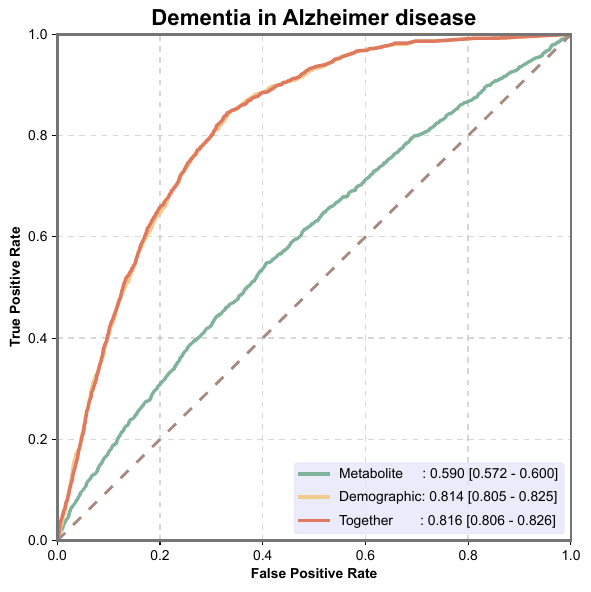 Dementia in Alzheimer disease
True Positive Rate
1.0
0.8
0.6
0.4
0.2
0.0
Metabolite : 0.590 [0.572 - 0.600]
Demographic: 0.814 [0.805 - 0.825]
Together : 0.816 [0.806 - 0.826]
0.0 0.2 0.4 0.6 0.8 1.0
False Positive Rate